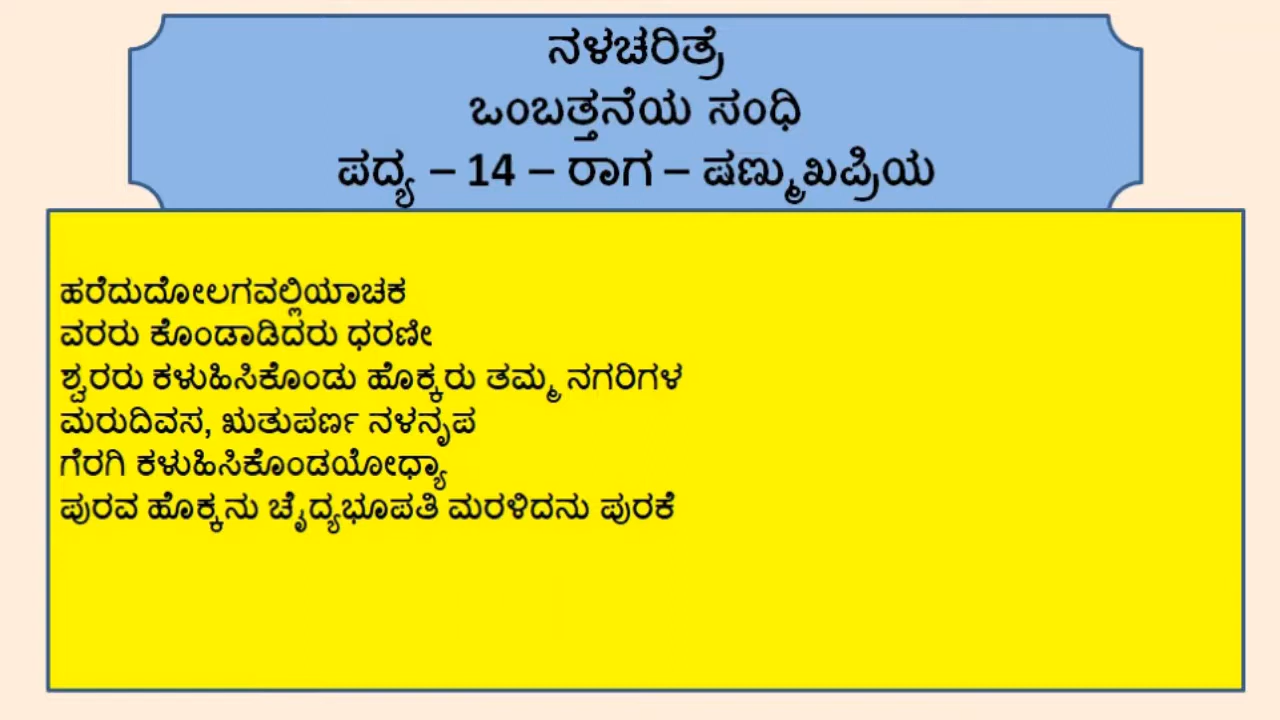 ನಳಚರಿತ್ರೆ
ಒಂಬತ್ತನೆಯ ಸಂಧಿ
ಪದ್ಯ – 14 – ರಾಗ – ಷಣ್ಮುಖಪ್ರಿಯ
ಹರೆದುದೋಲಗವಲ್ಲಿಯಾಚಕ
ವರರು ಕೊಂಡಾಡಿದರು ಧರಣೀ
ಶ್ವರರು ಕಳುಹಿಸಿಕೊಂಡು ಹೊಕ್ಕರು ತಮ್ಮ ನಗರಿಗಳ
ಮರುದಿವಸ, ಋತುಪರ್ಣ ನಳನೃಪ
ಗೆರಗಿ ಕಳುಹಿಸಿಕೊಂಡಯೋಧ್ಯಾ
ಪುರವ ಹೊಕ್ಕನು ಚೈದ್ಯಭೂಪತಿ ಮರಳಿದನು ಪುರಕೆ